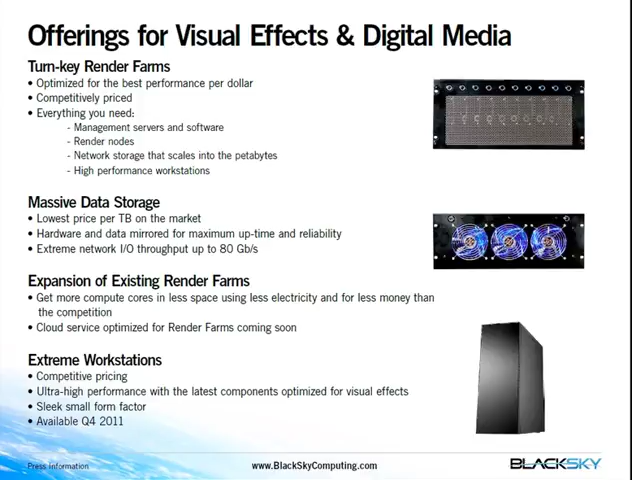 Offerings for Visual Effects & Digital Media
Turn-key Render Farms
• Optimized for the best performance per dollar
• Competitively priced
• Everything you need:
- Management servers and software
- Render nodes
- Network storage that scales into the petabytes
- High performance workstations
Massive Data Storage
• Lowest price per TB on the market
• Hardware and data mirrored for maximum up-time and reliability
• Extreme network I/O throughput up to 80 Gb/s
Expansion of Existing Render Farms
• Get more compute cores in less space using less electricity and for less money than
the competition
• Cloud service optimized for Render Farms coming soon
Extreme Workstations
• Competitive pricing
• Ultra-high performance with the latest components optimized for visual effects
• Sleek small form factor
• Available Q4 2011
Press Information
www.BlackSkyComputing.com
BLACKSKY